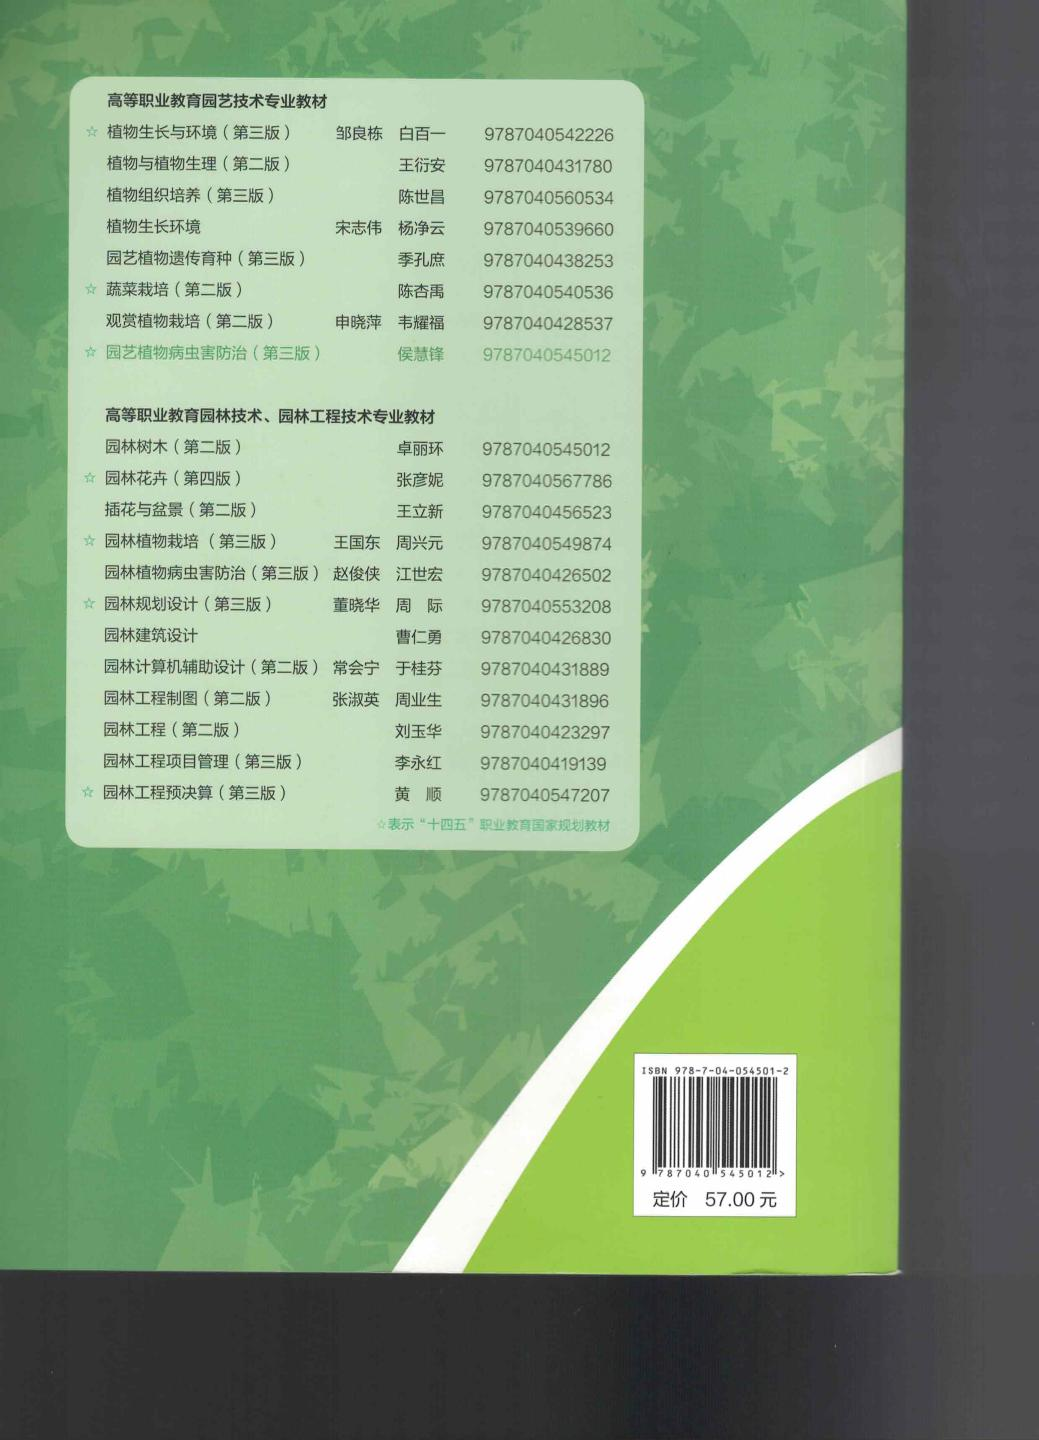 高等职业教育园艺技术专业教材
☆ 植物生长与环境（第三版） 邹良栋 白百一 9787040542226
植物与植物生理（第二版） 王衍安 9787040431780
植物组织培养（第三版） 陈世昌 9787040560534
植物生长环境 宋志伟 杨净云 9787040539660
园艺植物遗传育种（第三版） 季孔庶 9787040438253
☆ 蔬菜栽培（第二版） 陈杏禹 9787040540536
观赏植物栽培（第二版） 申晓萍 韦耀福 9787040428537
☆ 园艺植物病虫害防治（第三版） 侯慧锋 9787040545012
高等职业教育园林技术、园林工程技术专业教材
园林树木（第二版） 卓丽环 9787040545012
☆ 园林花卉（第四版） 张彦妮 9787040567786
插花与盆景（第二版） 王立新 9787040456523
☆ 园林植物栽培（第三版） 王国东 周兴元 9787040549874
园林植物病虫害防治（第三版） 赵俊侠 江世宏 9787040426502
☆ 园林规划设计（第三版） 董晓华 周 际 9787040553208
园林建筑设计 曹仁勇 9787040426830
园林计算机辅助设计（第二版） 常会宁 于桂芬 9787040431889
园林工程制图（第二版） 张淑英 周业生 9787040431896
园林工程（第二版） 刘玉华 9787040423297
园林工程项目管理（第三版） 李永红 9787040419139
☆ 园林工程预决算（第三版） 黄 顺 9787040547207
☆表示“十四五”职业教育国家规划教材
ISBN 978-7-04-054501-2
9 787040 545012 >
定价 57.00 元